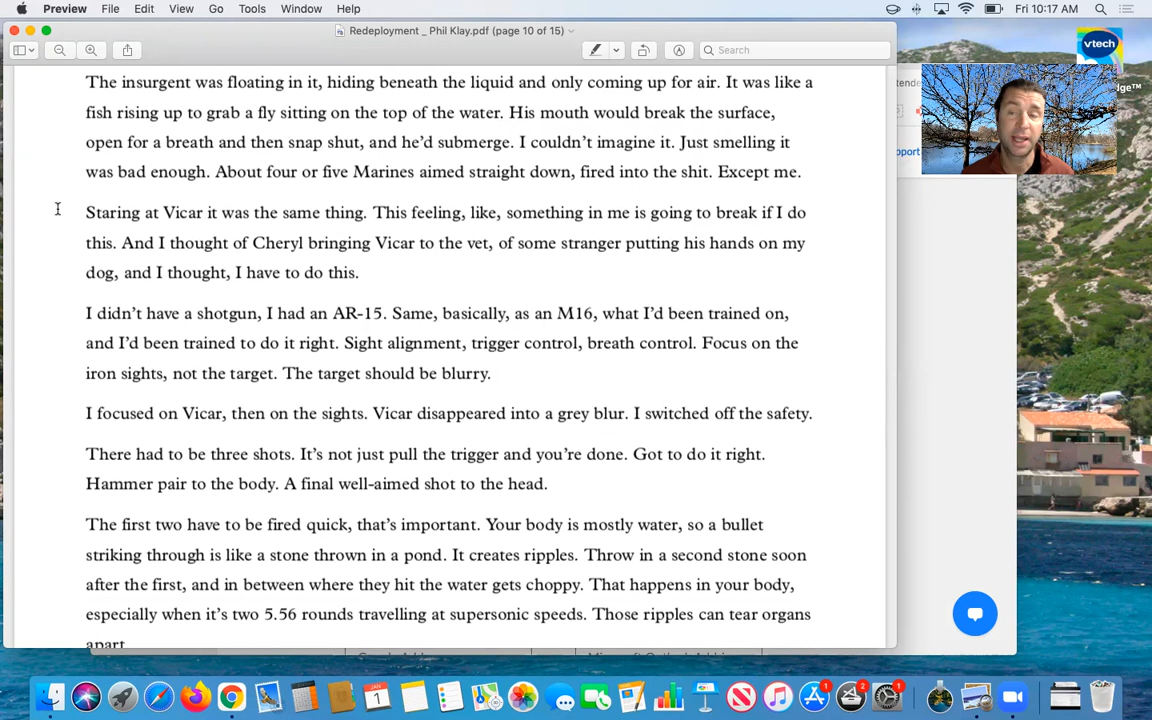 Preview File Edit View Go Tools Window Help Fri 10:17 AM
Redeployment _ Phil Klay.pdf (page 10 of 15)
Search
vtech
dge™
The insurgent was floating in it, hiding beneath the liquid and only coming up for air. It was like a
fish rising up to grab a fly sitting on the top of the water. His mouth would break the surface,
open for a breath and then snap shut, and he’d submerge. I couldn’t imagine it. Just smelling it
was bad enough. About four or five Marines aimed straight down, fired into the shit. Except me.
Staring at Vicar it was the same thing. This feeling, like, something in me is going to break if I do
this. And I thought of Cheryl bringing Vicar to the vet, of some stranger putting his hands on my
dog, and I thought, I have to do this.
I didn’t have a shotgun, I had an AR-15. Same, basically, as an M16, what I’d been trained on,
and I’d been trained to do it right. Sight alignment, trigger control, breath control. Focus on the
iron sights, not the target. The target should be blurry.
I focused on Vicar, then on the sights. Vicar disappeared into a grey blur. I switched off the safety.
There had to be three shots. It’s not just pull the trigger and you’re done. Got to do it right.
Hammer pair to the body. A final well-aimed shot to the head.
The first two have to be fired quick, that’s important. Your body is mostly water, so a bullet
striking through is like a stone thrown in a pond. It creates ripples. Throw in a second stone soon
after the first, and in between where they hit the water gets choppy. That happens in your body,
especially when it’s two 5.56 rounds travelling at supersonic speeds. Those ripples can tear organs
apart
tende
pport
JAN
1
1
2
1